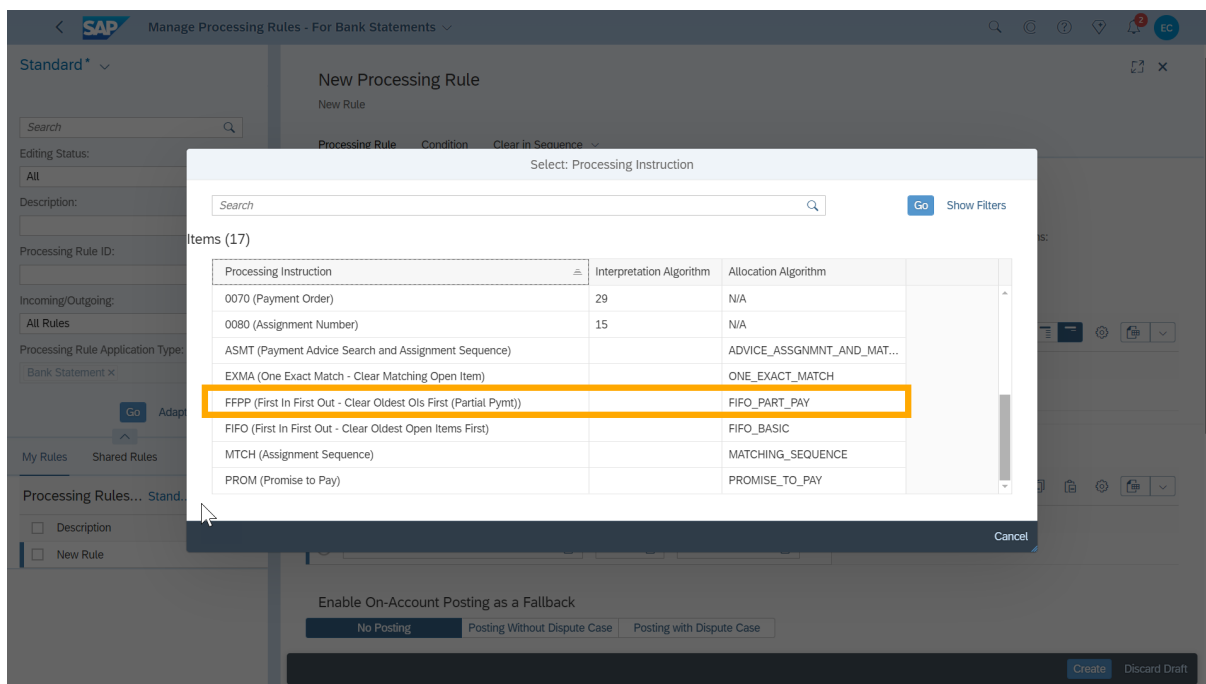 SAP Manage Processing Rules - For Bank Statements 2 EC
Standard*
New Processing Rule
New Rule
Search
Processing Rule Condition Clear in Sequence
Editing Status:
Select: Processing Instruction
All
Description:
Search Go Show Filters
Items (17)
Processing Rule ID:
Processing Instruction Interpretation Algorithm Allocation Algorithm
0070 (Payment Order) 29 N/A
Incoming/Outgoing:
All Rules
0080 (Assignment Number) 15 N/A
Processing Rule Application Type:
ASMT (Payment Advice Search and Assignment Sequence) ADVICE_ASSGNMNT_AND_MAT...
Bank Statement ×
EXMA (One Exact Match - Clear Matching Open Item) ONE_EXACT_MATCH
FFPP (First In First Out - Clear Oldest OIs First (Partial Pymt)) FIFO_PART_PAY
Go Adapt
FIFO (First In First Out - Clear Oldest Open Items First) FIFO_BASIC
My Rules Shared Rules
MTCH (Assignment Sequence) MATCHING_SEQUENCE
PROM (Promise to Pay) PROMISE_TO_PAY
Processing Rules... Stand..
Description
Cancel
New Rule
Enable On-Account Posting as a Fallback
No Posting Posting Without Dispute Case Posting with Dispute Case
Create Discard Draft